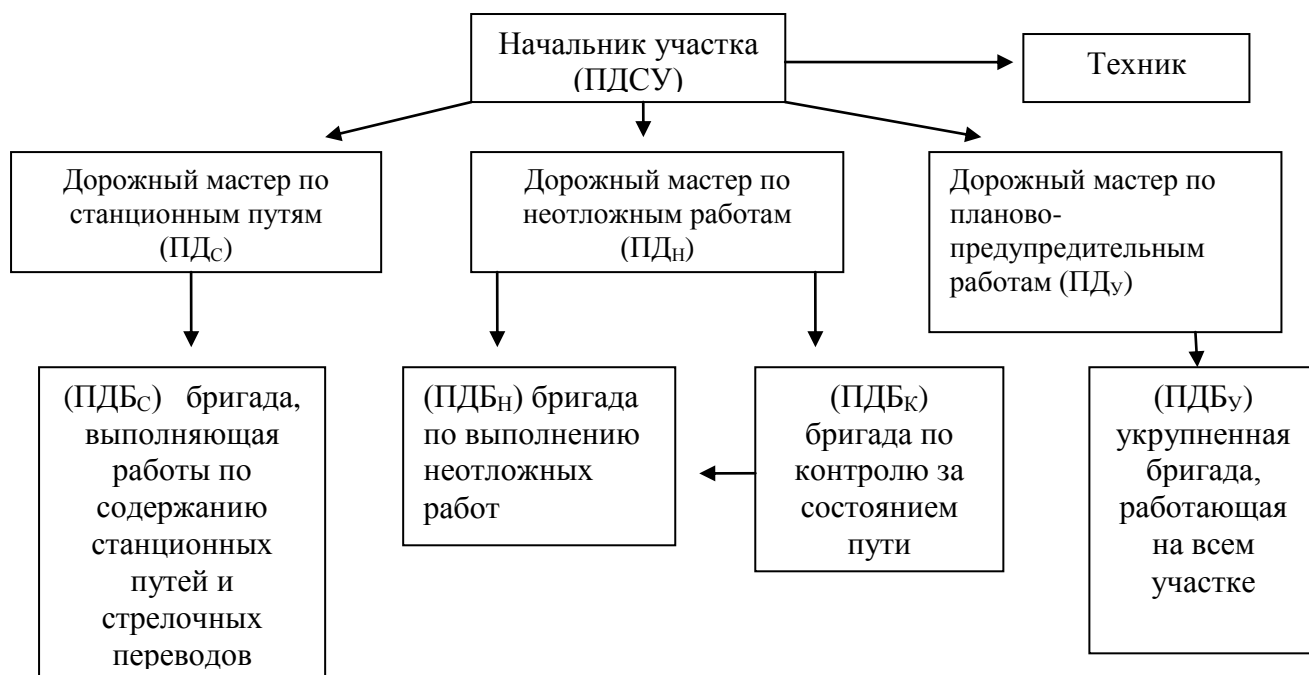 Начальник участка
(ПДСУ)
Техник
Дорожный мастер по
станционным путям
(ПДС)
Дорожный мастер по
неотложным работам
(ПДН)
Дорожный мастер по
планово-
предупредительным
работам (ПДУ)
(ПДБС) бригада,
выполняющая
работы по
содержанию
станционных
путей и
стрелочных
переводов
(ПДБН) бригада
по выполнению
неотложных
работ
(ПДБК)
бригада по
контролю за
состоянием
пути
(ПДБУ)
укрупненная
бригада,
работающая
на всем
участке